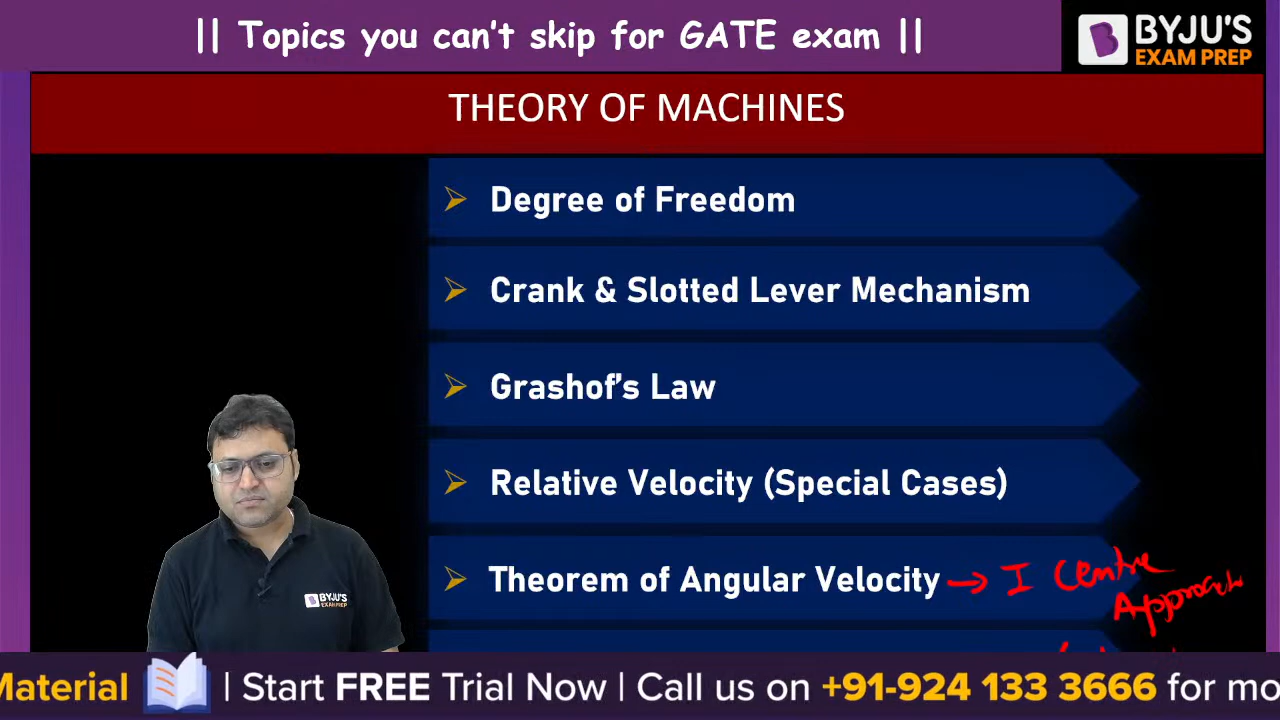 || Topics you can't skip for GATE exam ||
BYJU'S
EXAM PREP
THEORY OF MACHINES
Degree of Freedom
Crank & Slotted Lever Mechanism
Grashof's Law
Relative Velocity (Special Cases)
Theorem of Angular Velocity → I Centre
Approach
BYJU'S
EXAM PREP
Material | Start FREE Trial Now | Call us on +91-924 133 3666 for mo